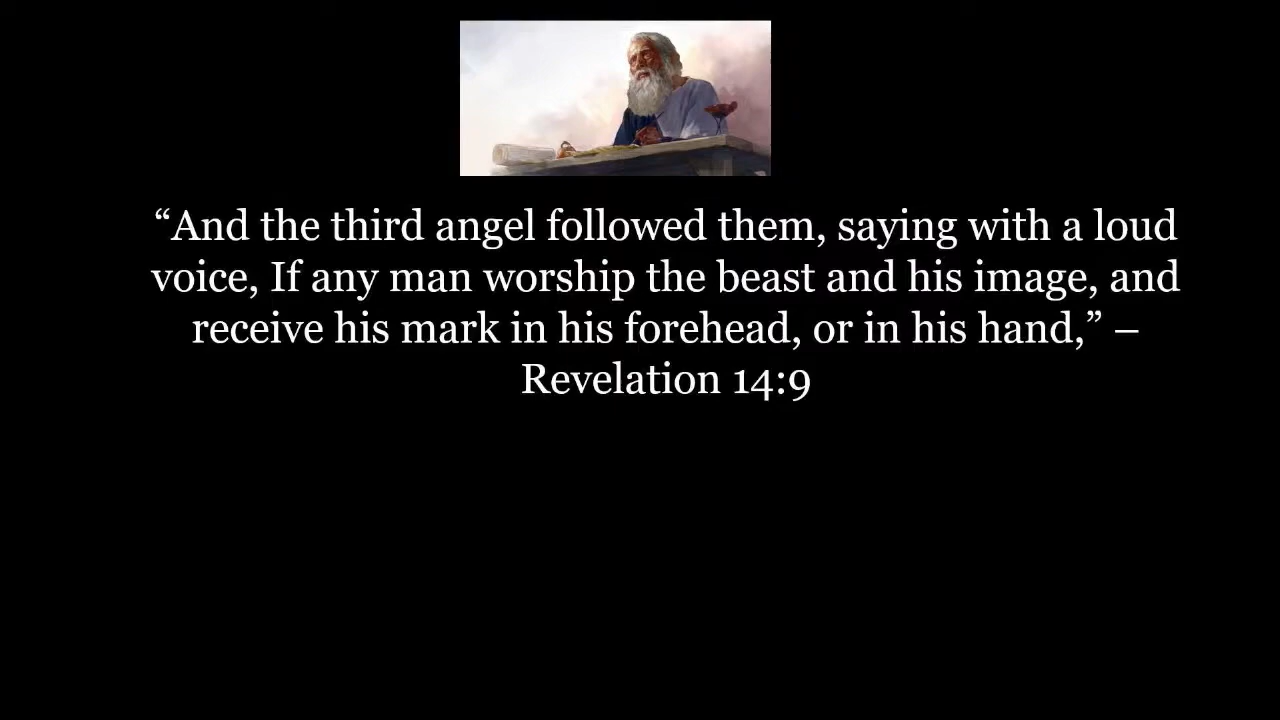 “And the third angel followed them, saying with a loud
voice, If any man worship the beast and his image, and
receive his mark in his forehead, or in his hand,” –
Revelation 14:9